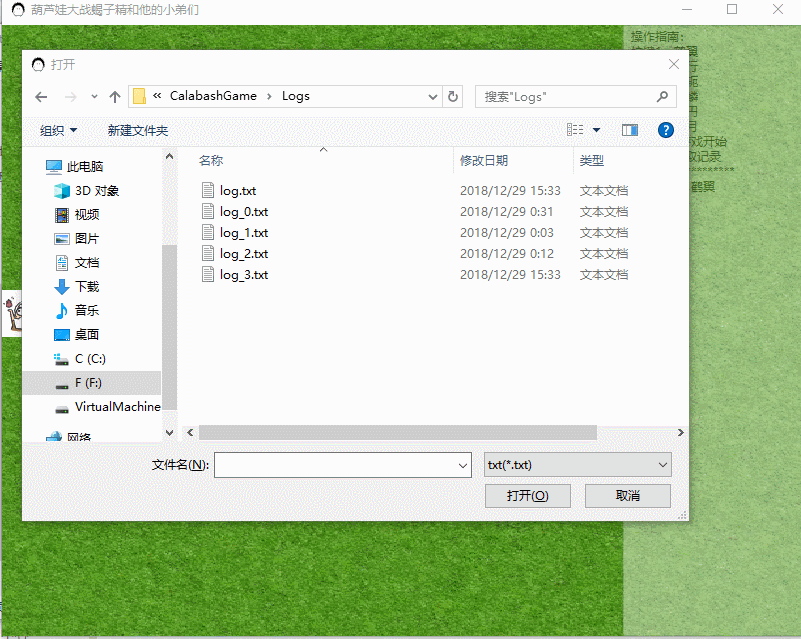 葫芦娃大战蝎子精和他的小弟们
操作指南:
翼
行
戏开始
取记录
*********
鹤翼
打开
« CalabashGame › Logs
搜索"Logs"
组织
新建文件夹
此电脑
3D 对象
视频
图片
文档
下载
音乐
桌面
C (C:)
F (F:)
VirtualMachine
网络
名称 修改日期 类型
log.txt 2018/12/29 15:33 文本文档
log_0.txt 2018/12/29 0:31 文本文档
log_1.txt 2018/12/29 0:03 文本文档
log_2.txt 2018/12/29 0:12 文本文档
log_3.txt 2018/12/29 15:33 文本文档
文件名(N):
txt(*.txt)
打开(O)
取消